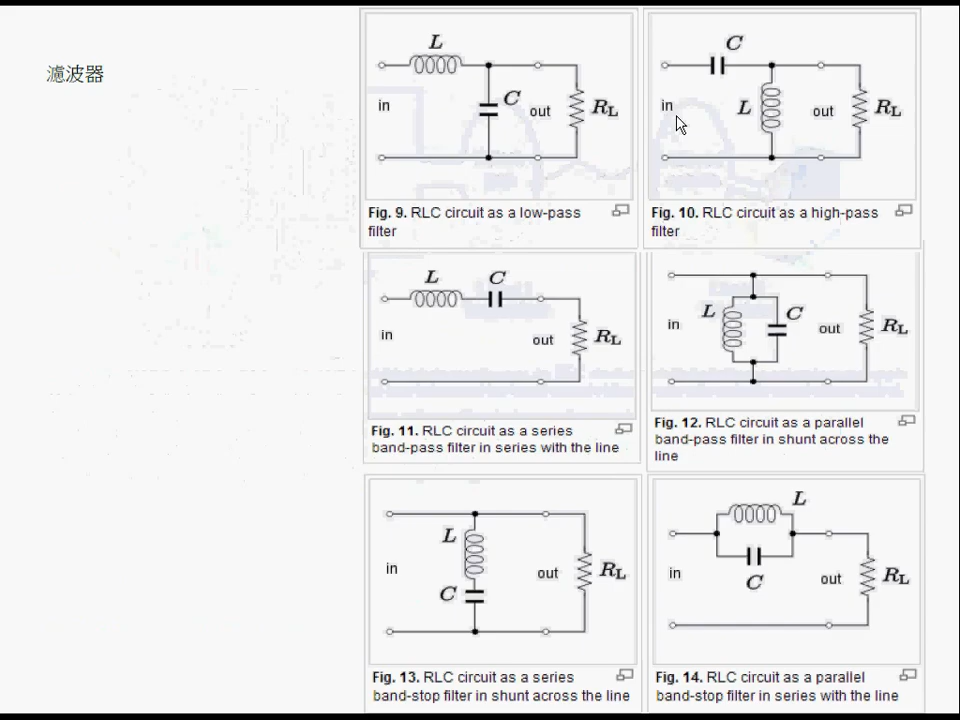 濾波器
L
C
in
out
RL
Fig. 9. RLC circuit as a low-pass
filter
C
L
in
out
RL
Fig. 10. RLC circuit as a high-pass
filter
L
C
in
out
RL
Fig. 11. RLC circuit as a series
band-pass filter in series with the line
L
C
in
out
RL
Fig. 12. RLC circuit as a parallel
band-pass filter in shunt across the
line
L
C
in
out
RL
Fig. 13. RLC circuit as a series
band-stop filter in shunt across the line
L
C
in
out
RL
Fig. 14. RLC circuit as a parallel
band-stop filter in series with the line